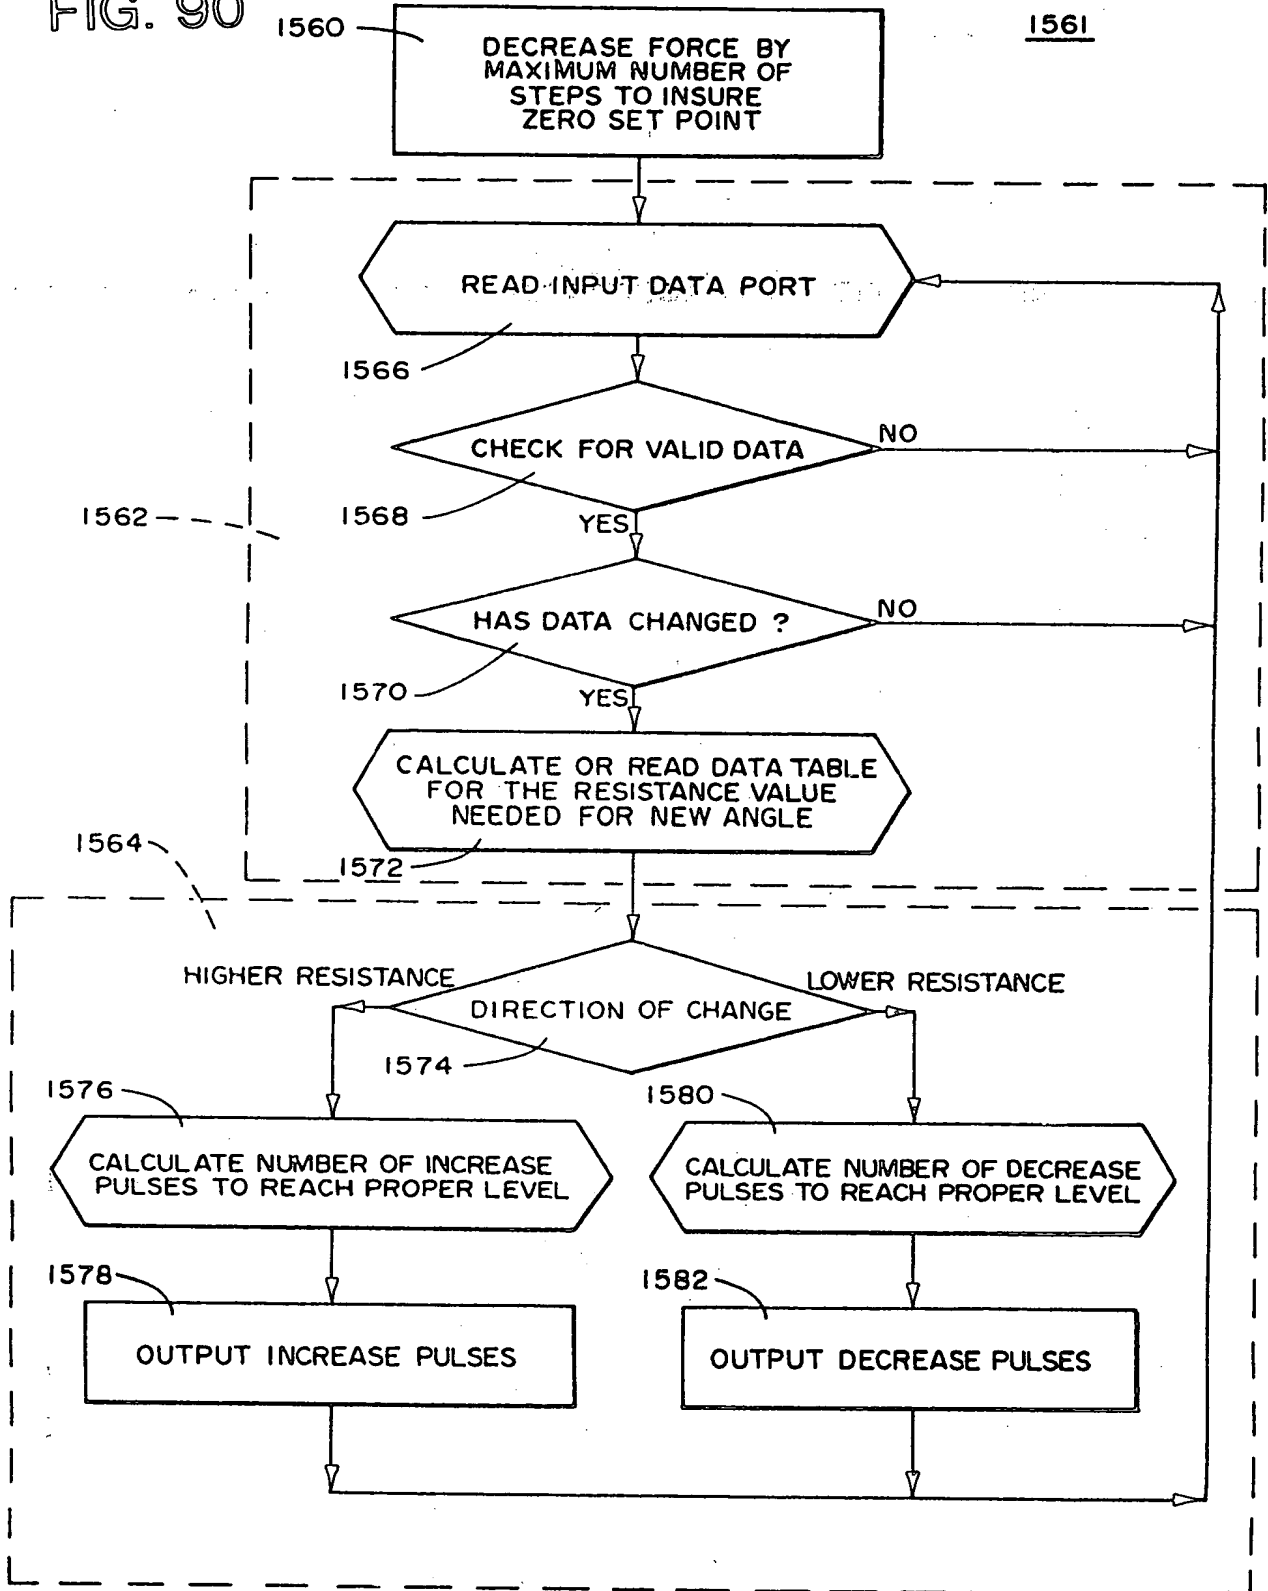 FIG. 90
1560
1561
DECREASE FORCE BY
MAXIMUM NUMBER OF
STEPS TO INSURE
ZERO SET POINT
READ INPUT DATA PORT
1566
CHECK FOR VALID DATA
NO
1568
1562
YES
HAS DATA CHANGED ?
NO
1570
YES
CALCULATE OR READ DATA TABLE
FOR THE RESISTANCE VALUE
NEEDED FOR NEW ANGLE
1564
1572
HIGHER RESISTANCE
LOWER RESISTANCE
DIRECTION OF CHANGE
1574
1576
1580
CALCULATE NUMBER OF INCREASE
PULSES TO REACH PROPER LEVEL
CALCULATE NUMBER OF DECREASE
PULSES TO REACH PROPER LEVEL
1578
1582
OUTPUT INCREASE PULSES
OUTPUT DECREASE PULSES